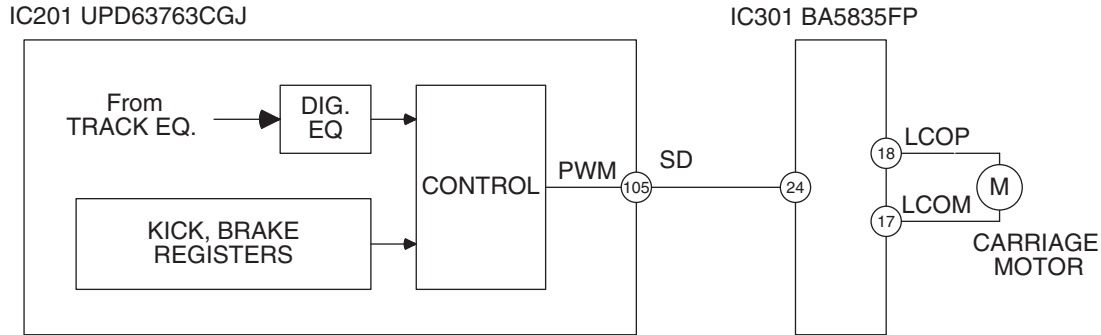 IC201 UPD63763CGJ
IC301 BA5835FP
From
TRACK EQ.
DIG.
EQ
CONTROL
KICK, BRAKE
REGISTERS
PWM
105
SD
24
18
LCOP
17
LCOM
M
CARRIAGE
MOTOR